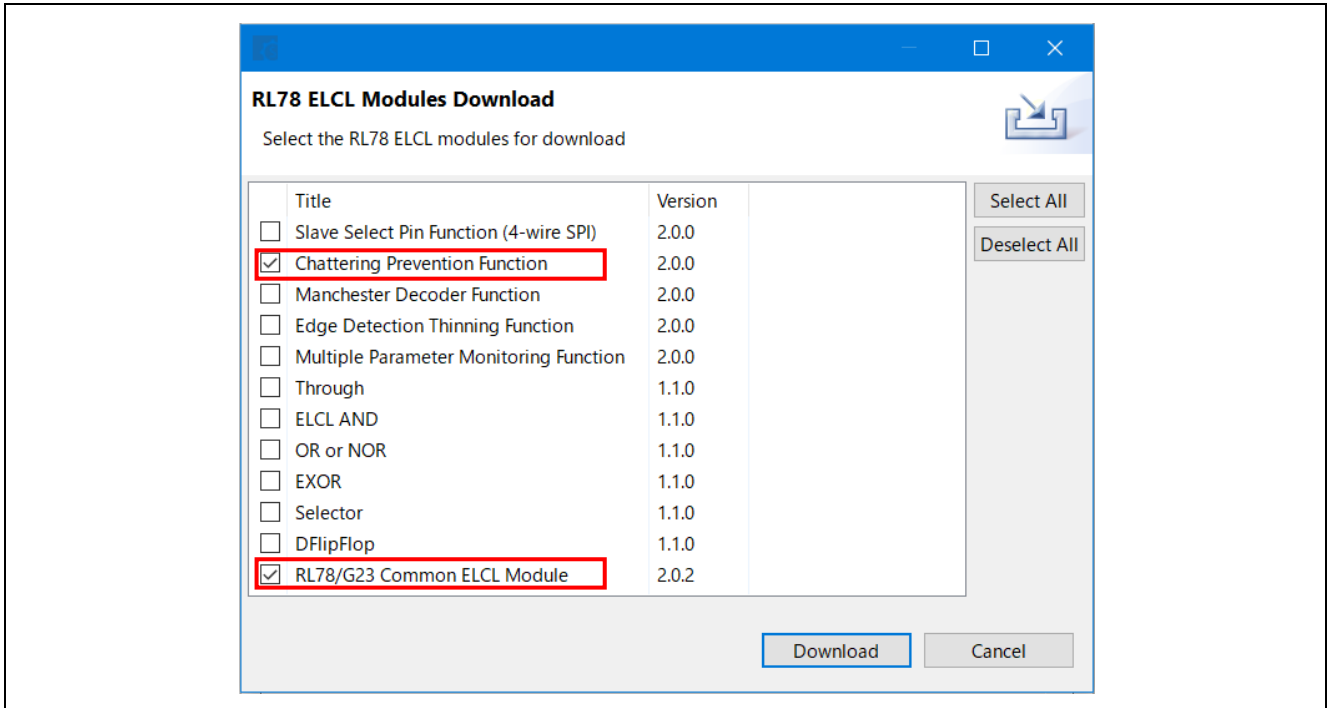 RL78 ELCL Modules Download
Select the RL78 ELCL modules for download
Title Version Select All
Slave Select Pin Function (4-wire SPI) 2.0.0 Deselect All
Chattering Prevention Function 2.0.0
Manchester Decoder Function 2.0.0
Edge Detection Thinning Function 2.0.0
Multiple Parameter Monitoring Function 2.0.0
Through 1.1.0
ELCL AND 1.1.0
OR or NOR 1.1.0
EXOR 1.1.0
Selector 1.1.0
DFlipFlop 1.1.0
RL78/G23 Common ELCL Module 2.0.2
Download Cancel